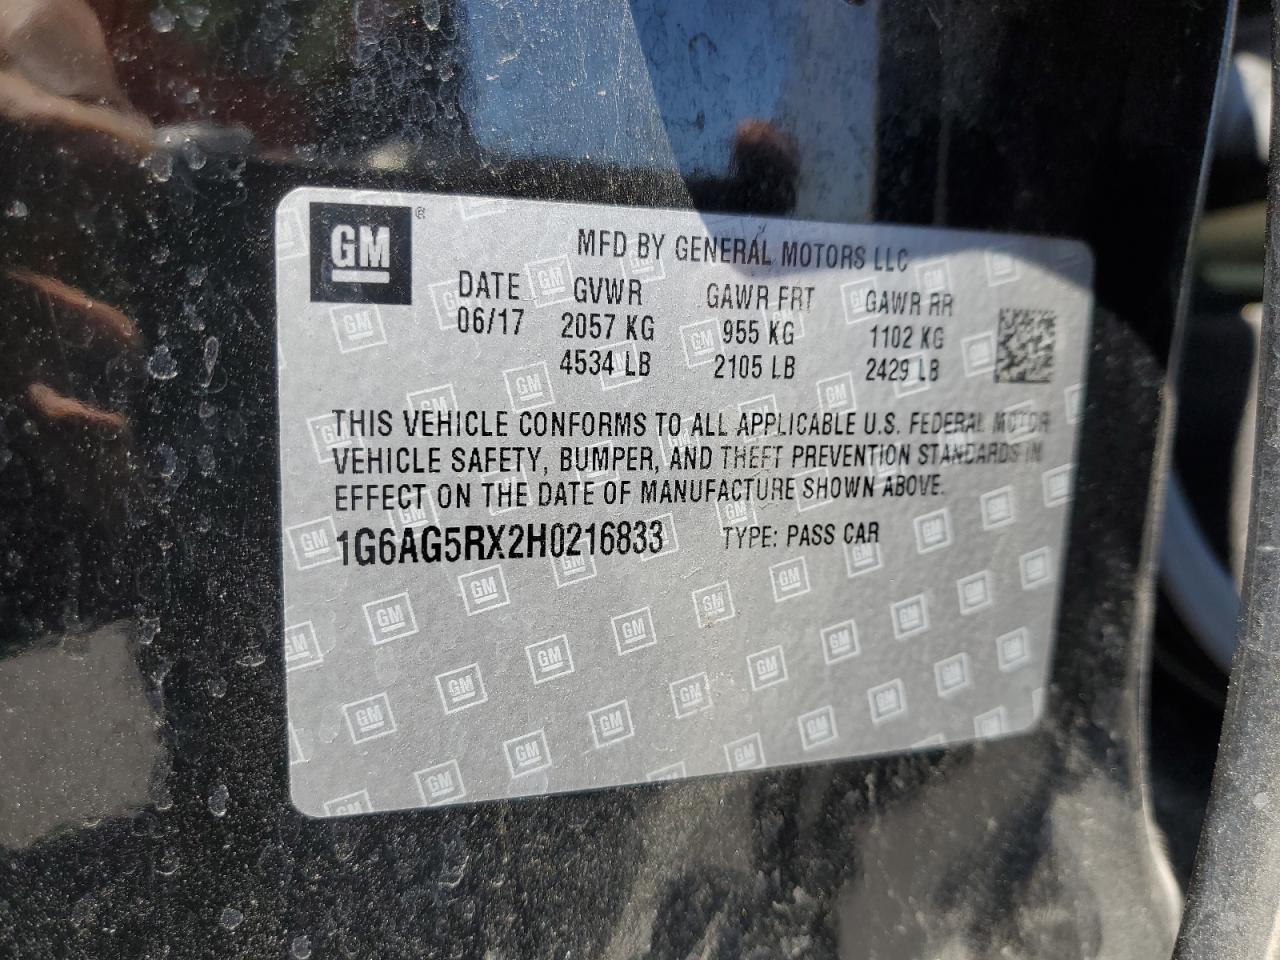 GM ®
MFD BY GENERAL MOTORS LLC
DATE GVWR GAWR FRT GAWR RR
06/17 2057 KG 955 KG 1102 KG
4534 LB 2105 LB 2429 LB
THIS VEHICLE CONFORMS TO ALL APPLICABLE U.S. FEDERAL MOTOR
VEHICLE SAFETY, BUMPER, AND THEFT PREVENTION STANDARDS IN
EFFECT ON THE DATE OF MANUFACTURE SHOWN ABOVE.
1G6AG5RX2H0216833 TYPE: PASS CAR